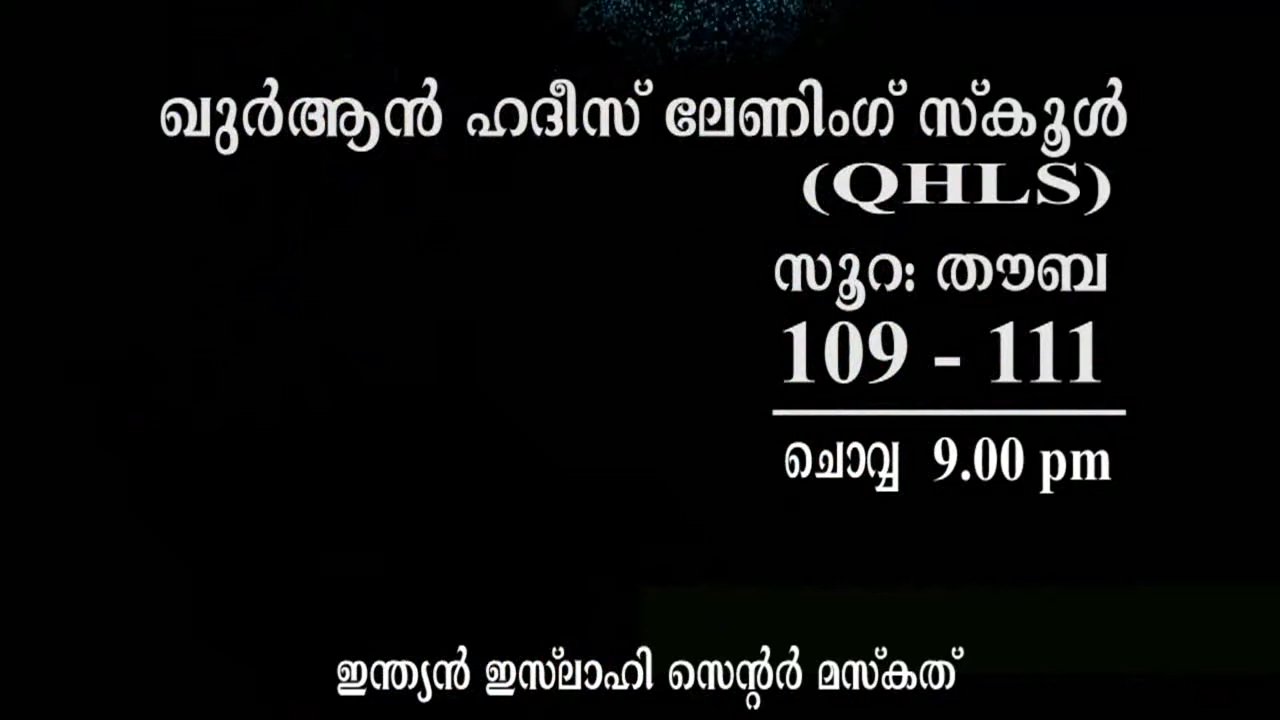 ഖുർആൻ ഹദീസ് ലേണിംഗ് സ്കൂൾ
(QHLS)
സൂറ: തൗബ
109 - 111
ചൊവ്വ 9.00 pm
ഇന്ത്യൻ ഇസ്‌ലാഹി സെന്റർ മസ്കത്